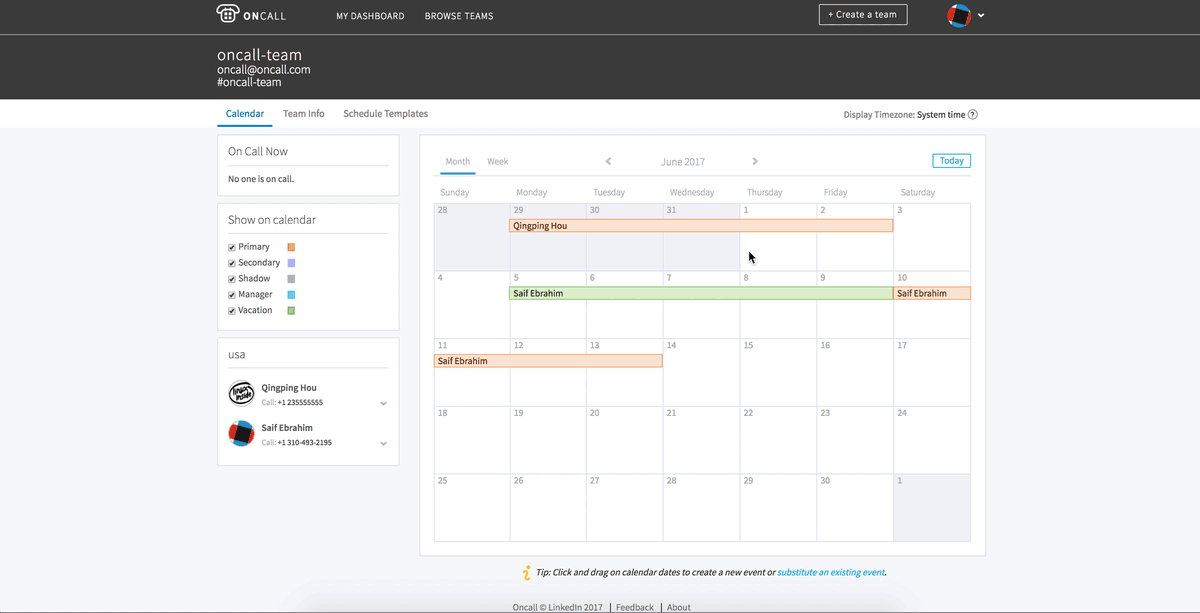 ONCALL MY DASHBOARD BROWSE TEAMS + Create a team
oncall-team
oncall@oncall.com
#oncall-team
Calendar Team Info Schedule Templates Display Timezone: System time ?
On Call Now
No one is on call.
Show on calendar
Primary
Secondary
Shadow
Manager
Vacation
usa
linux inside
Qingping Hou
Call: +1 235555555
Saif Ebrahim
Call: +1 310-493-2195
Month Week June 2017 Today
Sunday Monday Tuesday Wednesday Thursday Friday Saturday
28 29 30 31 1 2 3
Qingping Hou
4 5 6 7 8 9 10
Saif Ebrahim Saif Ebrahim
11 12 13 14 15 16 17
Saif Ebrahim
18 19 20 21 22 23 24
25 26 27 28 29 30 1
Tip: Click and drag on calendar dates to create a new event or substitute an existing event.
Oncall © LinkedIn 2017 | Feedback | About